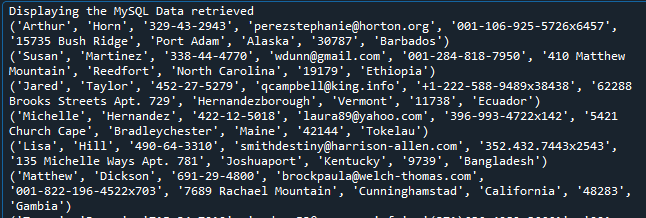 Displaying the MySQL Data retrieved
('Arthur', 'Horn', '329-43-2943', 'perezstephanie@horton.org', '001-106-925-5726x6457',
'15735 Bush Ridge', 'Port Adam', 'Alaska', '30787', 'Barbados')
('Susan', 'Martinez', '338-44-4770', 'wdunn@gmail.com', '001-284-818-7950', '410 Matthew
Mountain', 'Reedfort', 'North Carolina', '19179', 'Ethiopia')
('Jared', 'Taylor', '452-27-5279', 'qcampbell@king.info', '+1-222-588-9489x38438', '62288
Brooks Streets Apt. 729', 'Hernandezborough', 'Vermont', '11738', 'Ecuador')
('Michelle', 'Hernandez', '422-12-5018', 'laura89@yahoo.com', '396-993-4722x142', '5421
Church Cape', 'Bradleychester', 'Maine', '42144', 'Tokelau')
('Lisa', 'Hill', '490-64-3310', 'smithdestiny@harrison-allen.com', '352.432.7443x2543',
'135 Michelle Ways Apt. 781', 'Joshuaport', 'Kentucky', '9739', 'Bangladesh')
('Matthew', 'Dickson', '691-29-4800', 'brockpaula@welch-thomas.com',
'001-822-196-4522x703', '7689 Rachael Mountain', 'Cunninghamstad', 'California', '48283',
'Gambia')